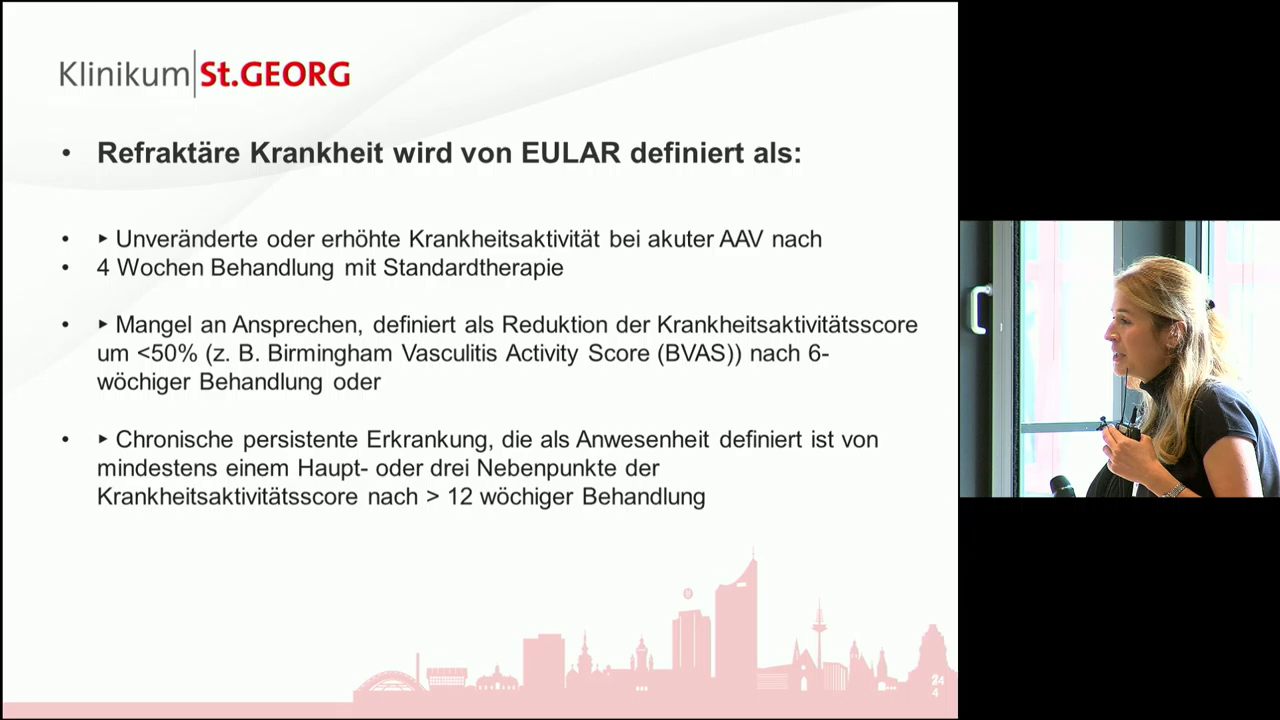 Klinikum St.GEORG
• Refraktäre Krankheit wird von EULAR definiert als:
• ‣ Unveränderte oder erhöhte Krankheitsaktivität bei akuter AAV nach
• 4 Wochen Behandlung mit Standardtherapie
• ‣ Mangel an Ansprechen, definiert als Reduktion der Krankheitsaktivitätsscore
um <50% (z. B. Birmingham Vasculitis Activity Score (BVAS)) nach 6-
wöchiger Behandlung oder
• ‣ Chronische persistente Erkrankung, die als Anwesenheit definiert ist von
mindestens einem Haupt- oder drei Nebenpunkte der
Krankheitsaktivitätsscore nach > 12 wöchiger Behandlung